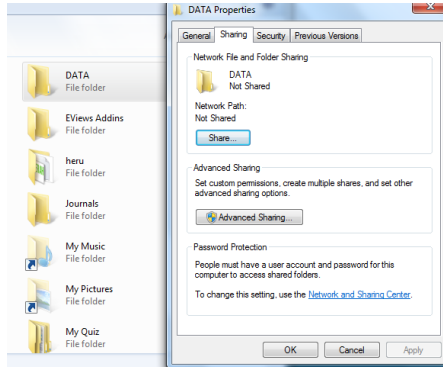 DATA
File folder
EViews Addins
File folder
heru
File folder
Journals
File folder
My Music
File folder
My Pictures
File folder
My Quiz
File folder
DATA Properties
General Sharing Security Previous Versions
Network File and Folder Sharing
DATA
Not Shared
Network Path:
Not Shared
Share...
Advanced Sharing
Set custom permissions, create multiple shares, and set other
advanced sharing options.
Advanced Sharing...
Password Protection
People must have a user account and password for this
computer to access shared folders.
To change this setting, use the Network and Sharing Center.
OK Cancel Apply